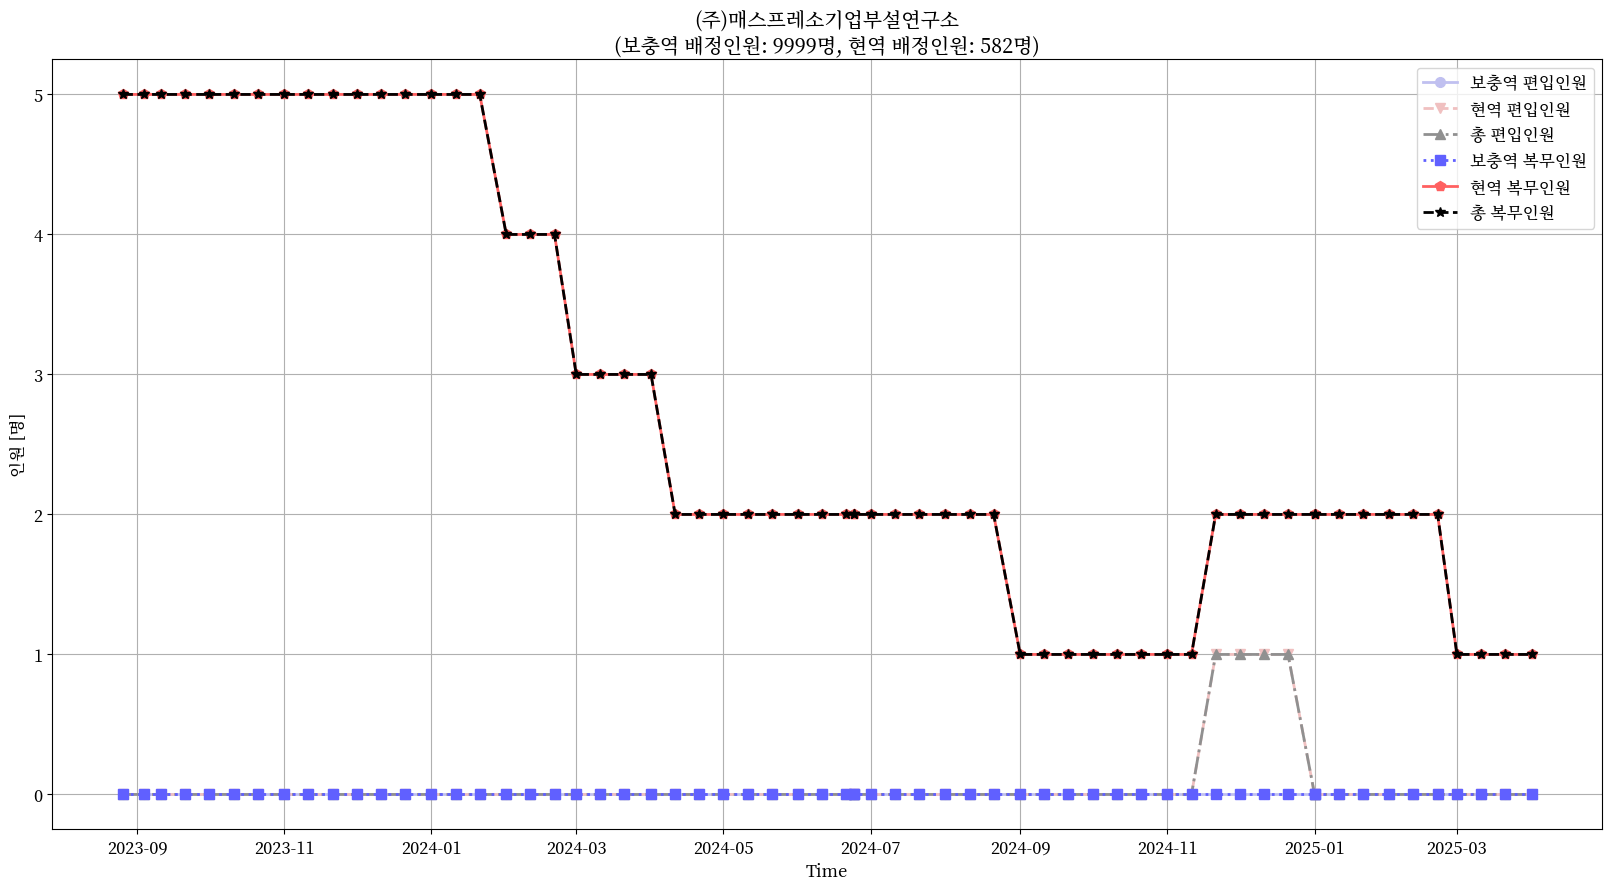 (주)매스프레소기업부설연구소
(보충역 배정인원: 9999명, 현역 배정인원: 582명)
보충역 편입인원
현역 편입인원
총 편입인원
보충역 복무인원
현역 복무인원
총 복무인원
인원 [명]
5
4
3
2
1
0
2023-09
2023-11
2024-01
2024-03
2024-05
2024-07
2024-09
2024-11
2025-01
2025-03
Time